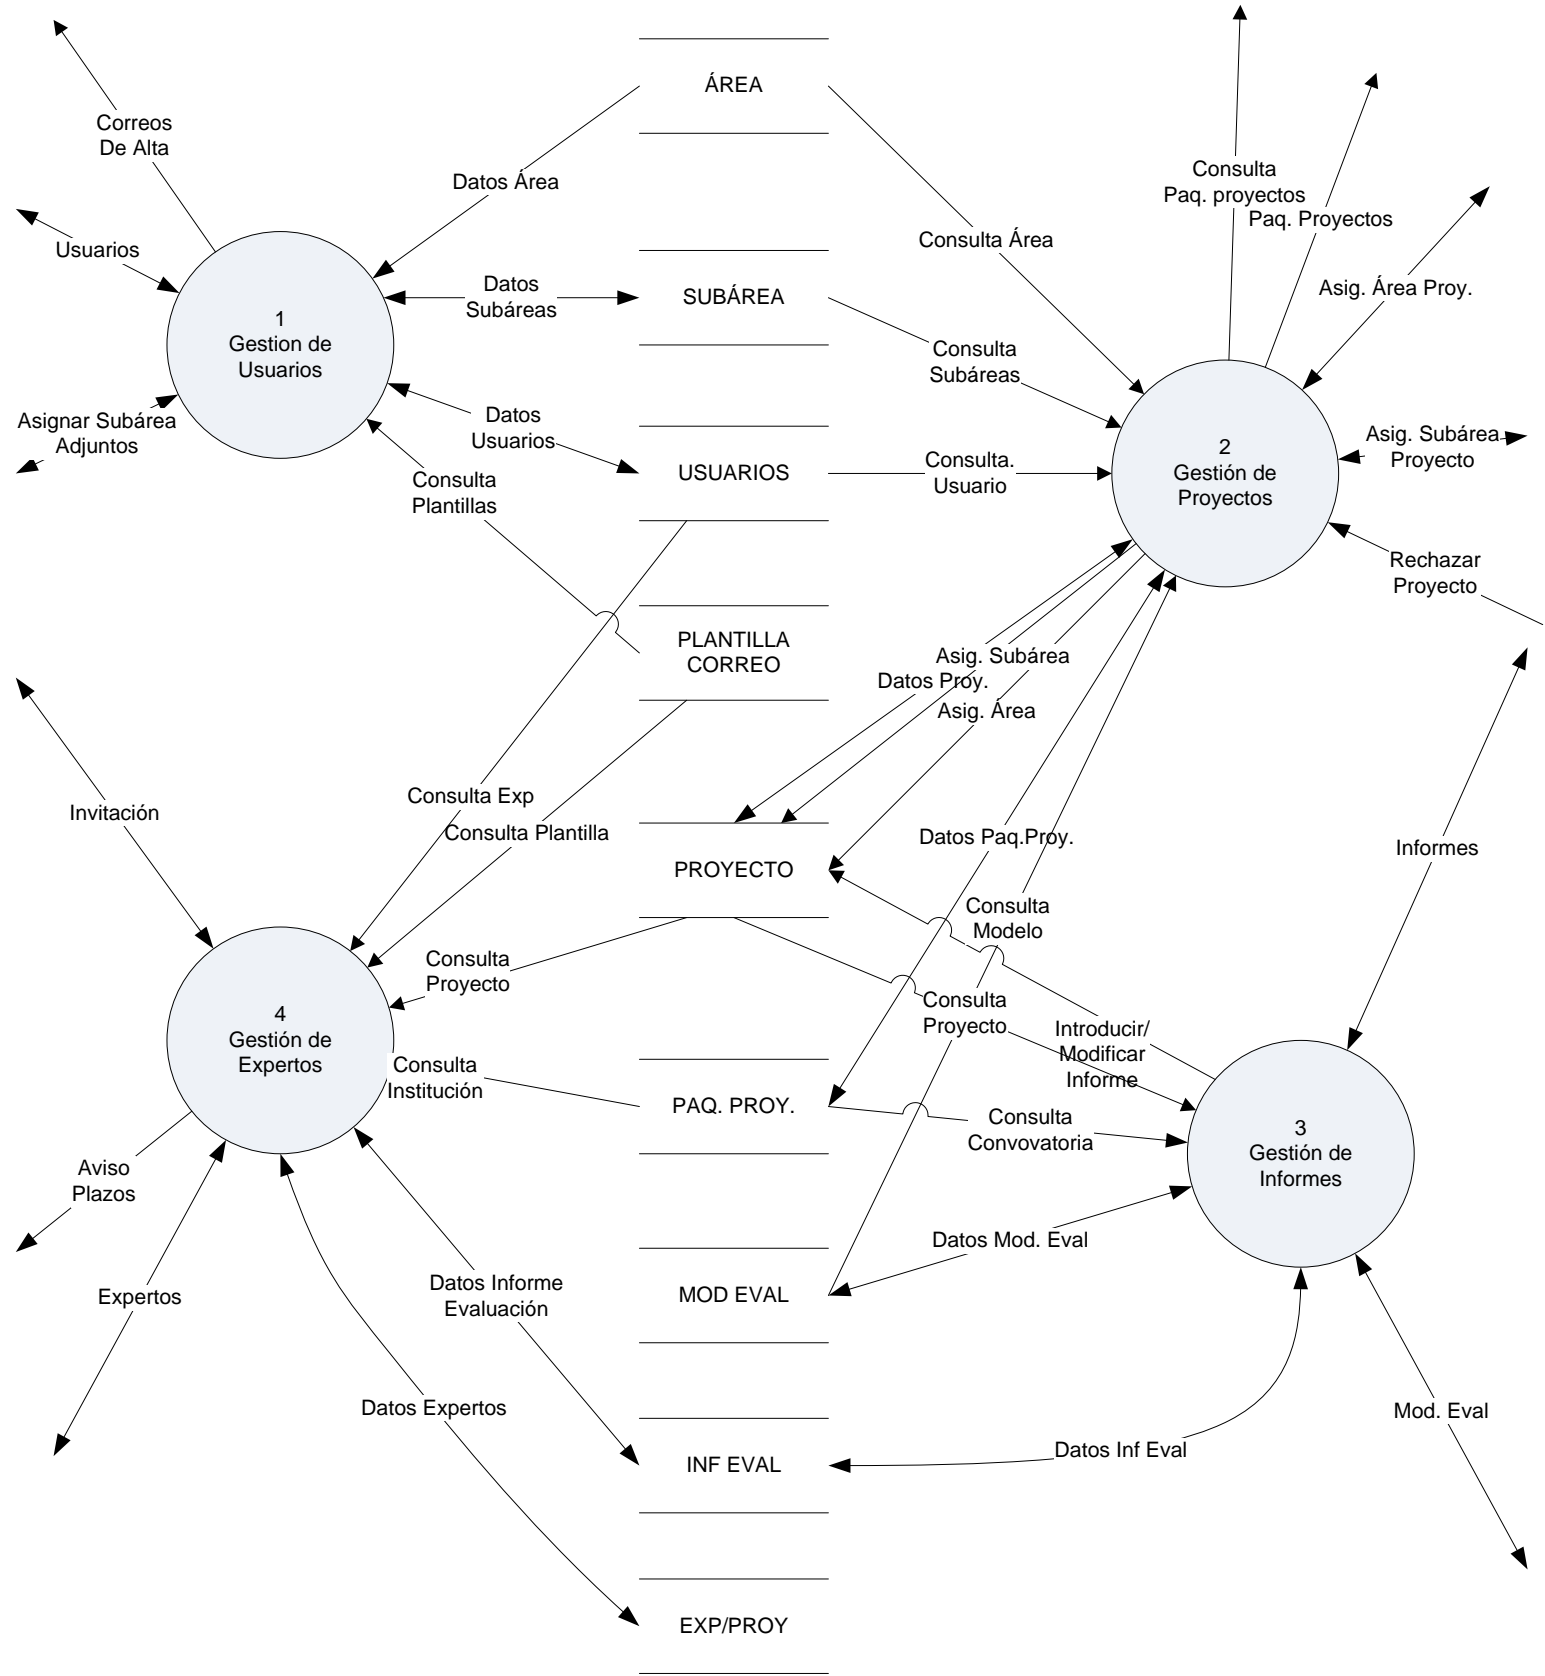 ÁREA
Correos
De Alta
Datos Área
Consulta
Paq. proyectos
Paq. Proyectos
Consulta Área
Usuarios
Datos
Subáreas
SUBÁREA
Asig. Área Proy.
1
Gestion de
Usuarios
Consulta
Subáreas
Asignar Subárea
Adjuntos
Datos
Usuarios
USUARIOS
Consulta.
Usuario
2
Gestión de
Proyectos
Asig. Subárea
Proyecto
Consulta
Plantillas
Rechazar
Proyecto
PLANTILLA
CORREO
Asig. Subárea
Datos Proy.
Asig. Área
Invitación
Consulta Exp
Consulta Plantilla
PROYECTO
Datos Paq.Proy.
Informes
Consulta
Modelo
Consulta
Proyecto
4
Gestión de
Expertos
Consulta
Proyecto
Introducir/
Modificar
Informe
Consulta
Institución
PAQ. PROY.
Consulta
Convovatoria
3
Gestión de
Informes
Aviso
Plazos
Datos Mod. Eval
Expertos
Datos Informe
Evaluación
MOD EVAL
Datos Expertos
Mod. Eval
INF EVAL
Datos Inf Eval
EXP/PROY